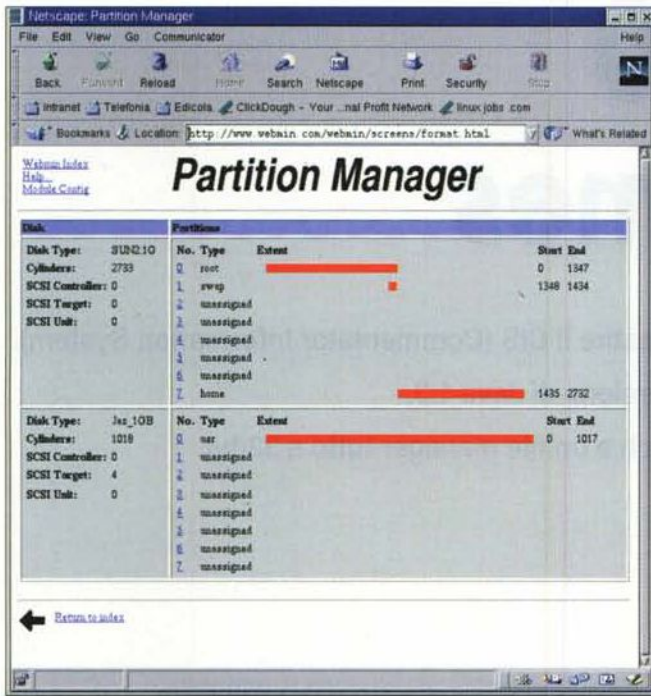 Netscape: Partition Manager
File Edit View Go Communicator Help
Back Forward Reload Home Search Netscape Print Security Stop
N
Intranet Telefonia Edicola ClickDough - Your ...nal Profit Network linux jobs .com
Bookmarks Location: http://www.webmin.com/webmin/screens/format.html What's Related
Webmin Index
Help...
Module Config
Partition Manager
Disk Partitions
Disk Type: SUN2.1G
Cylinders: 2733
SCSI Controller: 0
SCSI Target: 0
SCSI Unit: 0
No. Type Extent Start End
0 root 0 1347
1 swap 1348 1434
2 unassigned
3 unassigned
4 unassigned
5 unassigned
6 unassigned
7 home 1435 2732
Disk Type: Jaz_1GB
Cylinders: 1018
SCSI Controller: 0
SCSI Target: 4
SCSI Unit: 0
No. Type Extent Start End
0 usr 0 1017
1 unassigned
2 unassigned
3 unassigned
4 unassigned
5 unassigned
6 unassigned
7 unassigned
Return to index